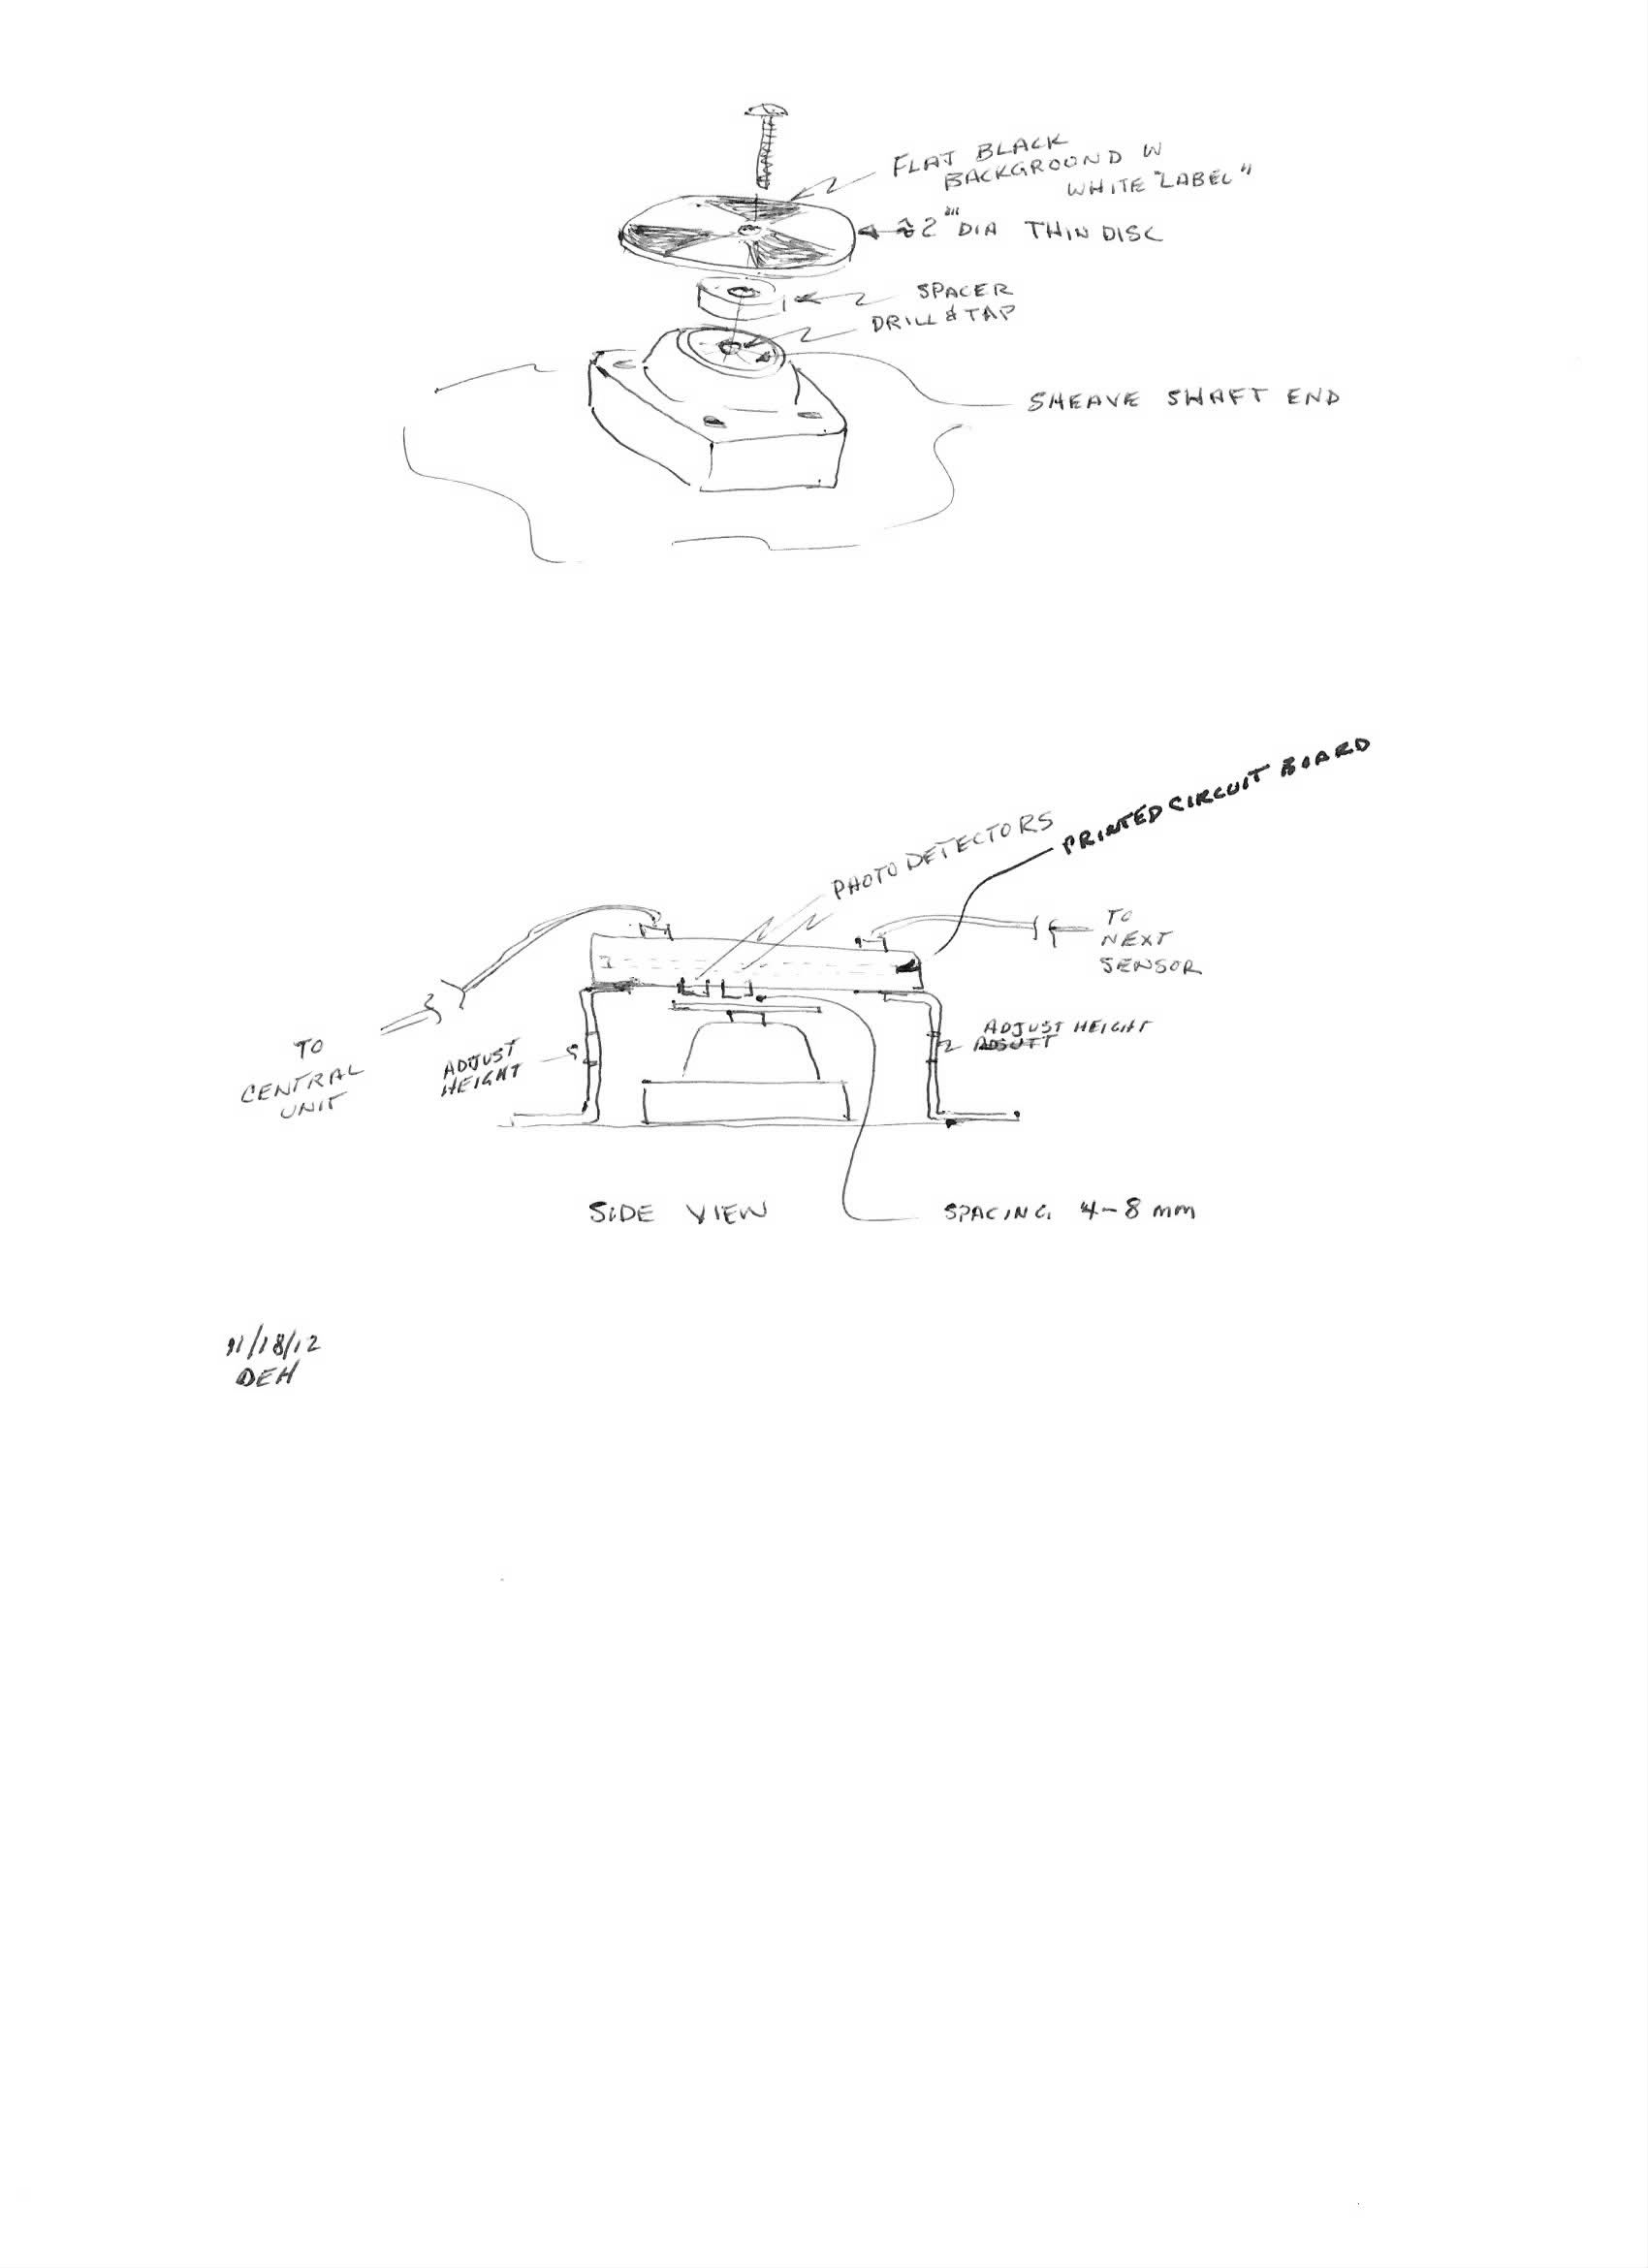 FLAT BLACK
BACKGROUND W
WHITE "LABEL"
≈2" DIA THIN DISC
SPACER
DRILL & TAP
SHEAVE SHAFT END
PRINTED CIRCUIT BOARD
PHOTO DETECTORS
TO
NEXT
SENSOR
TO
CENTRAL
UNIT
ADJUST
HEIGHT
ADJUST HEIGHT
SIDE VIEW
SPACING 4-8 mm
11/18/12
DEH